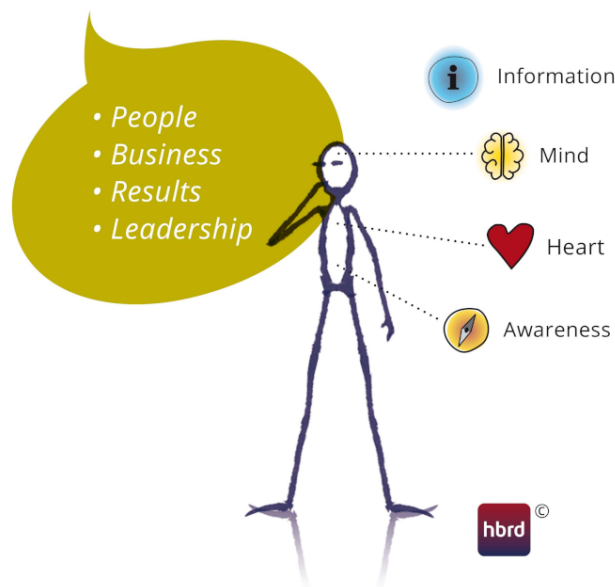 • People
• Business
• Results
• Leadership
i
Information
Mind
Heart
Awareness
hbrd ©